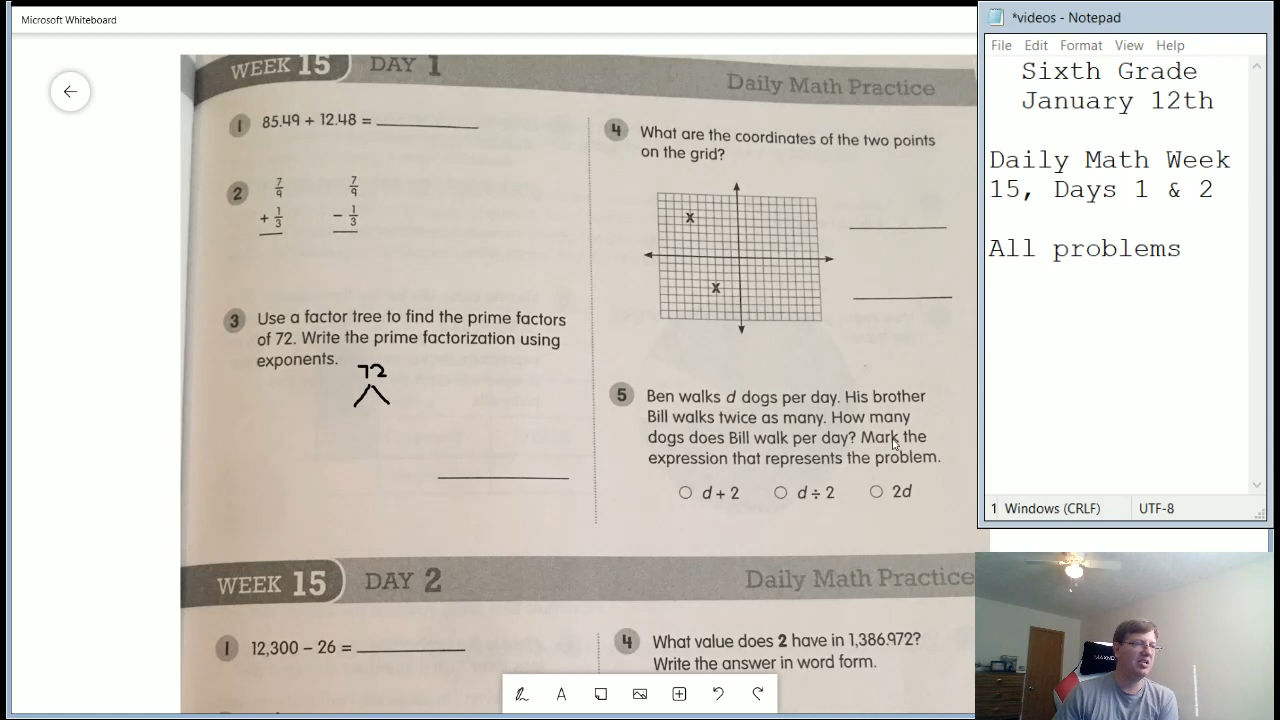 Microsoft Whiteboard
WEEK 15 DAY 1
Daily Math Practice
1 85.49 + 12.48 =
2 7/9 7/9
+ 1/3 − 1/3
3 Use a factor tree to find the prime factors
of 72. Write the prime factorization using
exponents.
72
4 What are the coordinates of the two points
on the grid?
x
x
5 Ben walks d dogs per day. His brother
Bill walks twice as many. How many
dogs does Bill walk per day? Mark the
expression that represents the problem.
d + 2 d ÷ 2 2d
WEEK 15 DAY 2
Daily Math Practice
1 12,300 − 26 =
4 What value does 2 have in 1,386.972?
Write the answer in word form.
A
*videos - Notepad
File Edit Format View Help
Sixth Grade
January 12th
Daily Math Week
15, Days 1 & 2
All problems
1 Windows (CRLF) UTF-8